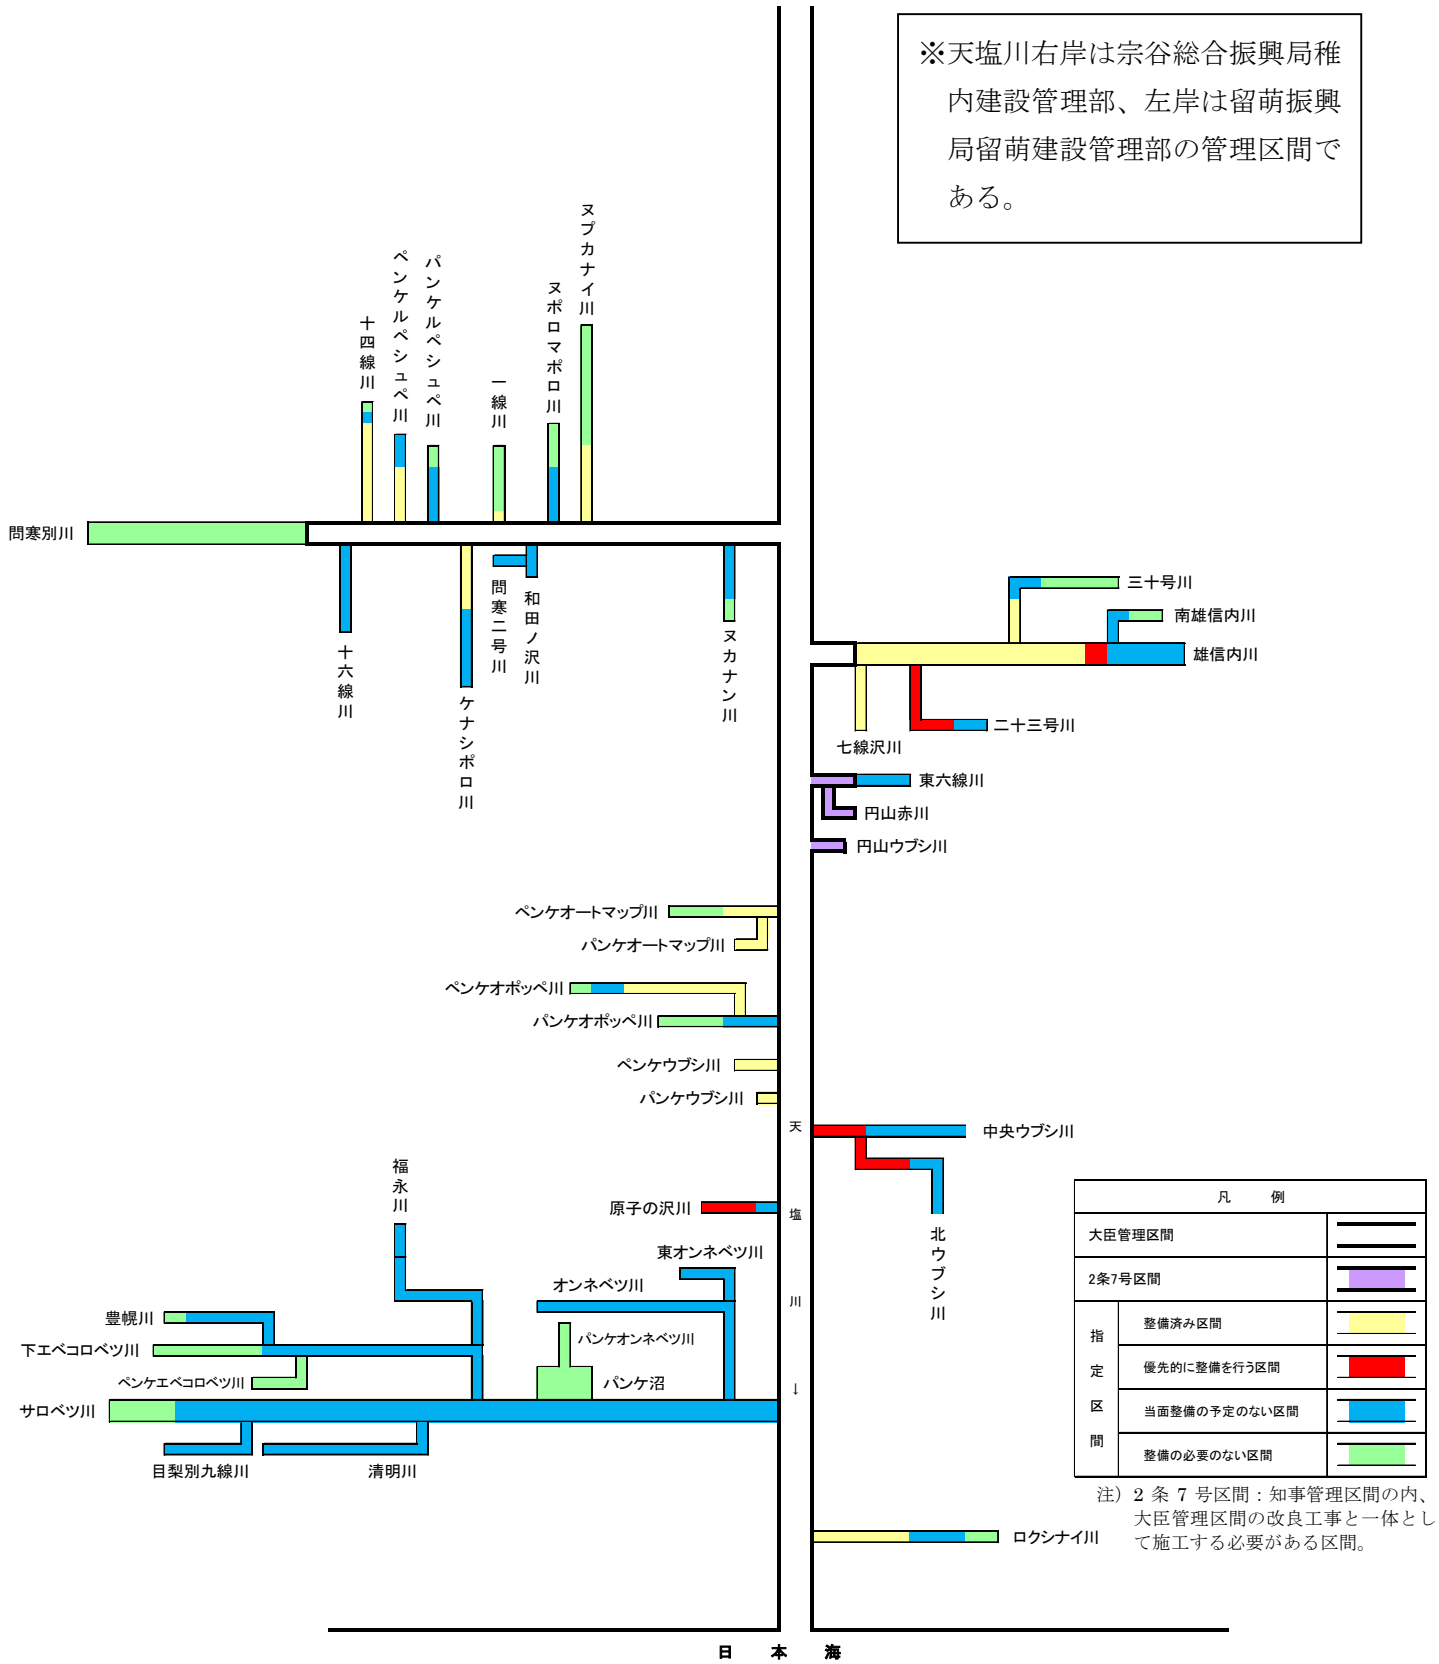 ※天塩川右岸は宗谷総合振興局稚
内建設管理部、左岸は留萌振興
局留萌建設管理部の管理区間で
ある。
ヌプカナイ川
ペンケルペシュペ川
パンケルペシュペ川
ヌポロマポロ川
十四線川
一線川
問寒別川
三十号川
問寒二号川
和田ノ沢川
南雄信内川
ヌカナン川
十六線川
雄信内川
ケナシポロ川
二十三号川
七線沢川
東六線川
円山赤川
円山ウブシ川
ペンケオートマップ川
パンケオートマップ川
ペンケオポッペ川
パンケオポッペ川
ペンケウブシ川
パンケウブシ川
天塩川↓
中央ウブシ川
福永川
原子の沢川
北ウブシ川
東オンネベツ川
オンネベツ川
豊幌川
パンケオンネベツ川
下エベコロベツ川
ペンケエベコロベツ川
パンケ沼
サロベツ川
目梨別九線川
清明川
凡 例
大臣管理区間
2条7号区間
指定区間
整備済み区間
優先的に整備を行う区間
当面整備の予定のない区間
整備の必要のない区間
注）2 条 7 号区間：知事管理区間の内、
大臣管理区間の改良工事と一体とし
て施工する必要がある区間。
ロクシナイ川
日 本 海